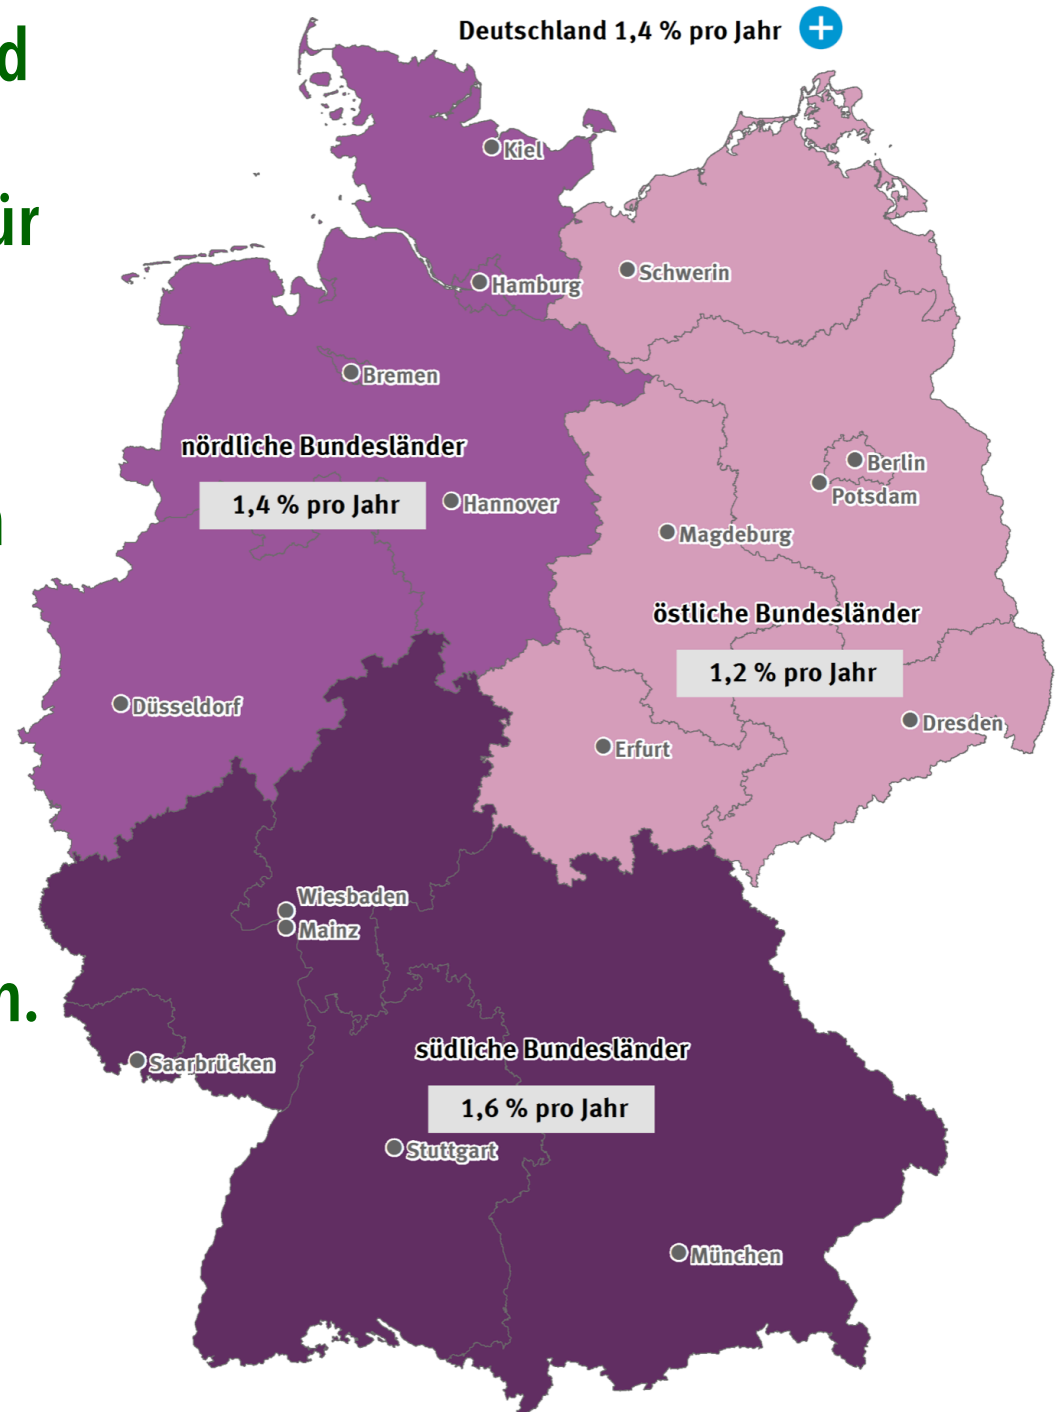 Deutschland 1,4 % pro Jahr +
d
ür
n
n.
Kiel
Schwerin
Hamburg
Bremen
nördliche Bundesländer
1,4 % pro Jahr
Hannover
Berlin
Potsdam
Magdeburg
östliche Bundesländer
1,2 % pro Jahr
Düsseldorf
Dresden
Erfurt
Wiesbaden
Mainz
südliche Bundesländer
1,6 % pro Jahr
Saarbrücken
Stuttgart
München